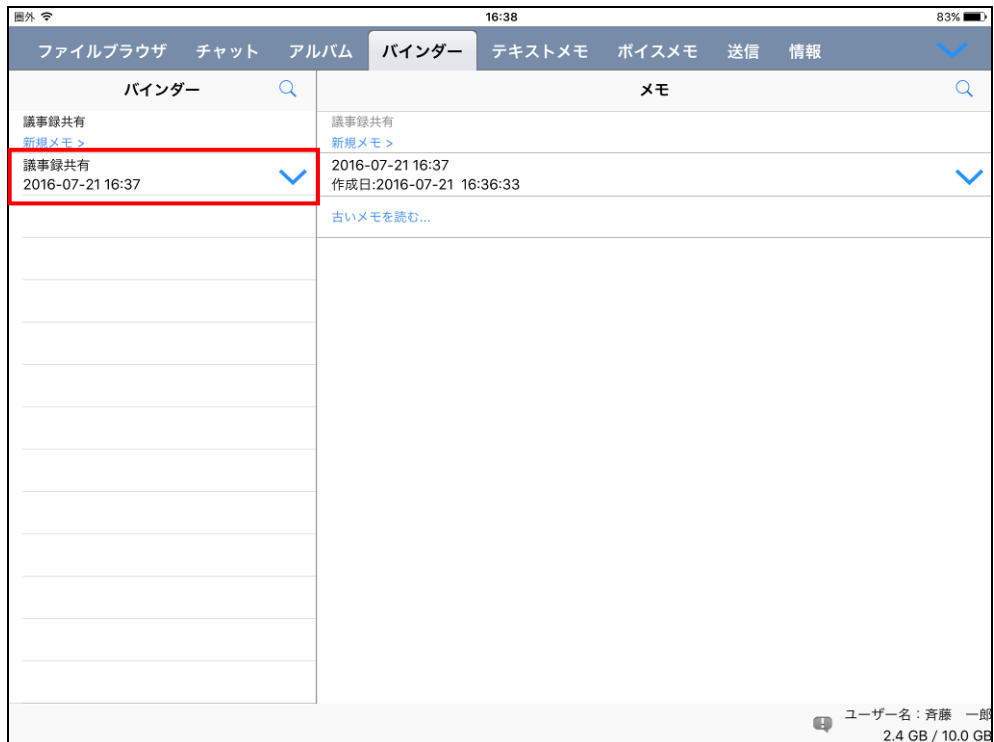 圏外 16:38 83%
ファイルブラウザ チャット アルバム バインダー テキストメモ ボイスメモ 送信 情報
バインダー
議事録共有
新規メモ >
議事録共有
2016-07-21 16:37
メモ
議事録共有
新規メモ >
2016-07-21 16:37
作成日:2016-07-21 16:36:33
古いメモを読む...
ユーザー名：斉藤　一郎
2.4 GB / 10.0 GB